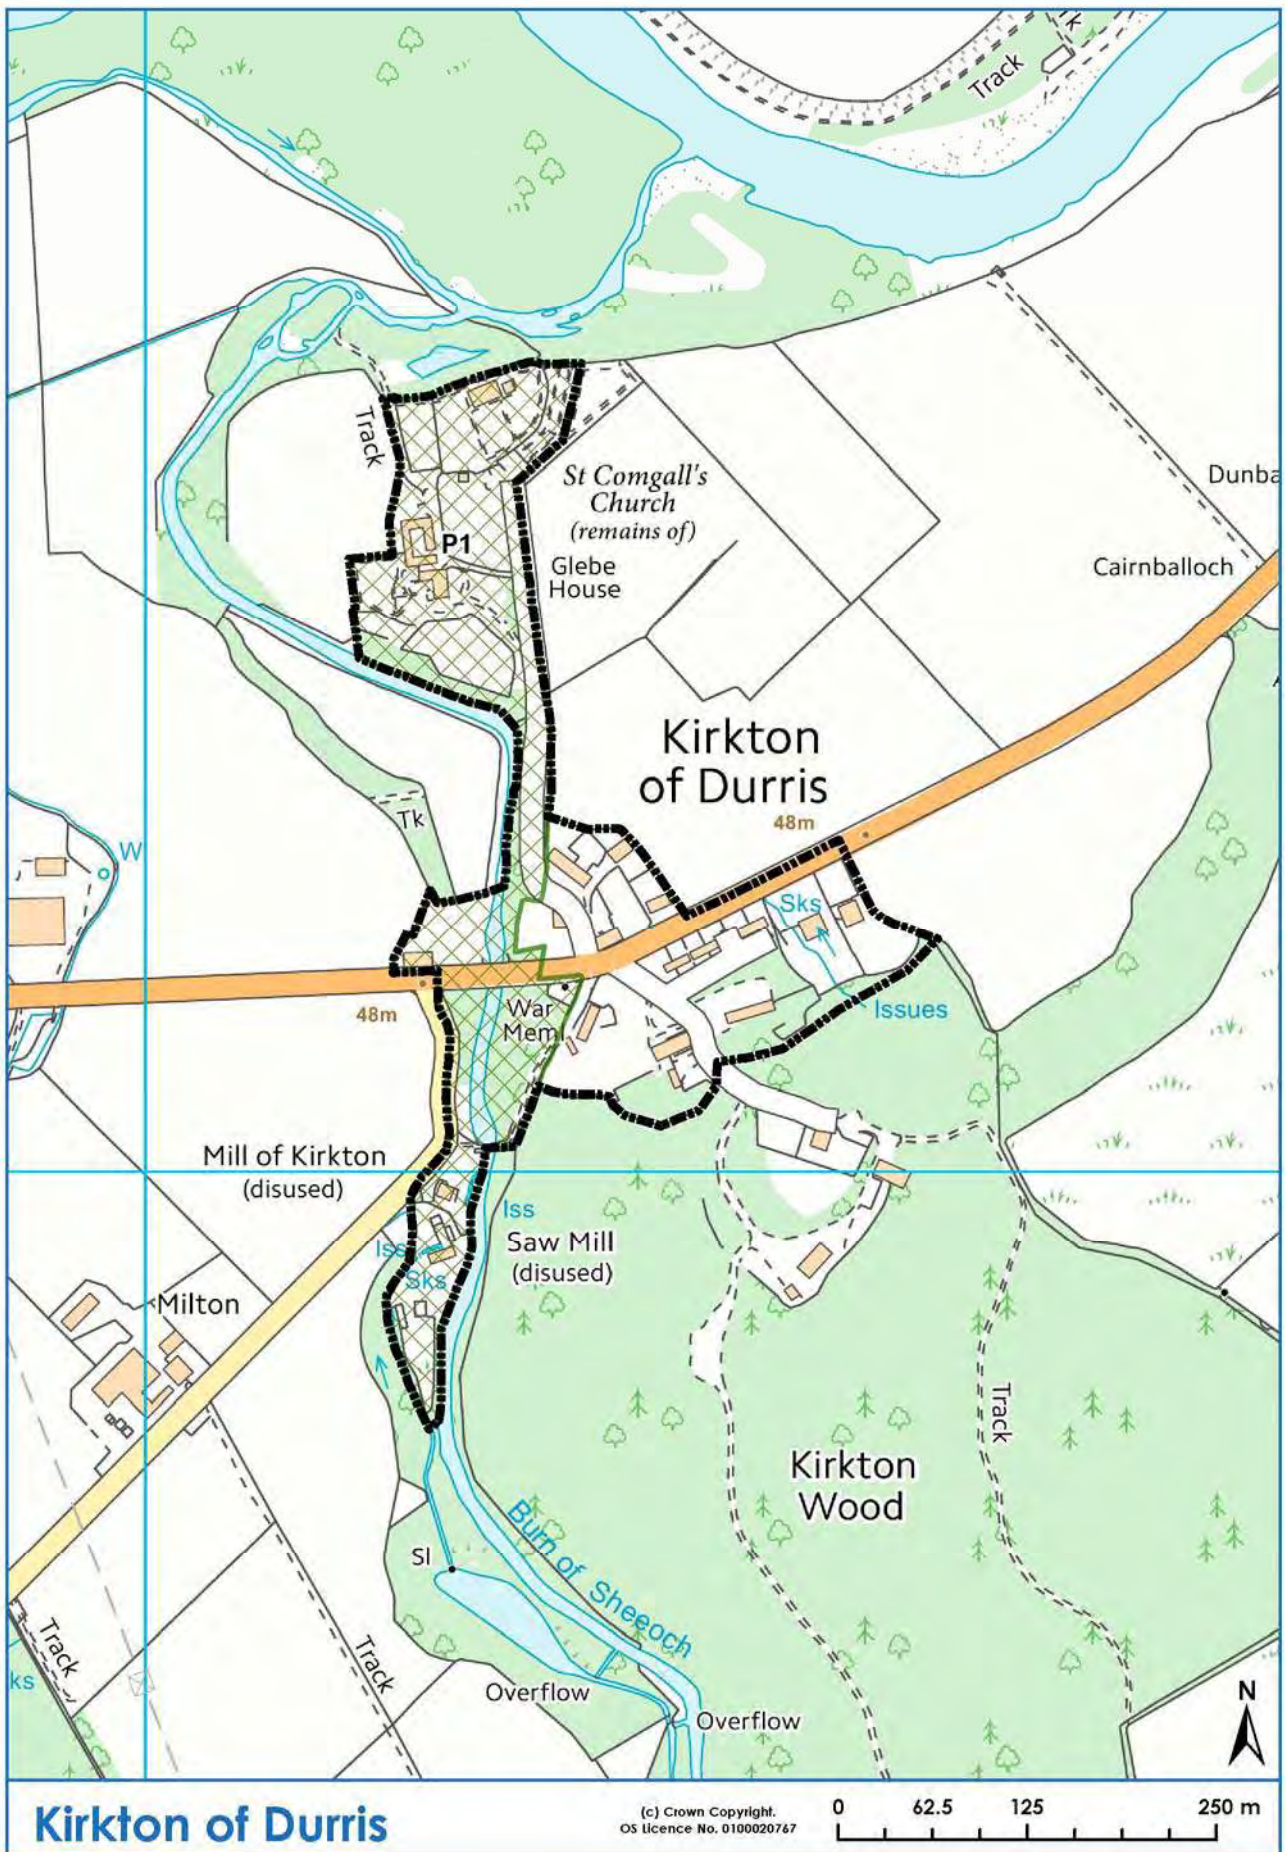 Tk
Track
Track
St Comgall's
Church
(remains of)
P1
Glebe
House
Dunba
Cairnballoch
Kirkton
of Durris
48m
Tk
W
Sks
War
Meml
Issues
48m
Mill of Kirkton
(disused)
Iss
Saw Mill
(disused)
Iss
Sks
Milton
Track
Kirkton
Wood
Burn of Sheeoch
SI
Track
Track
ks
Overflow
Overflow
N
Kirkton of Durris
(c) Crown Copyright.
OS Licence No. 0100020767
0 62.5 125 250 m